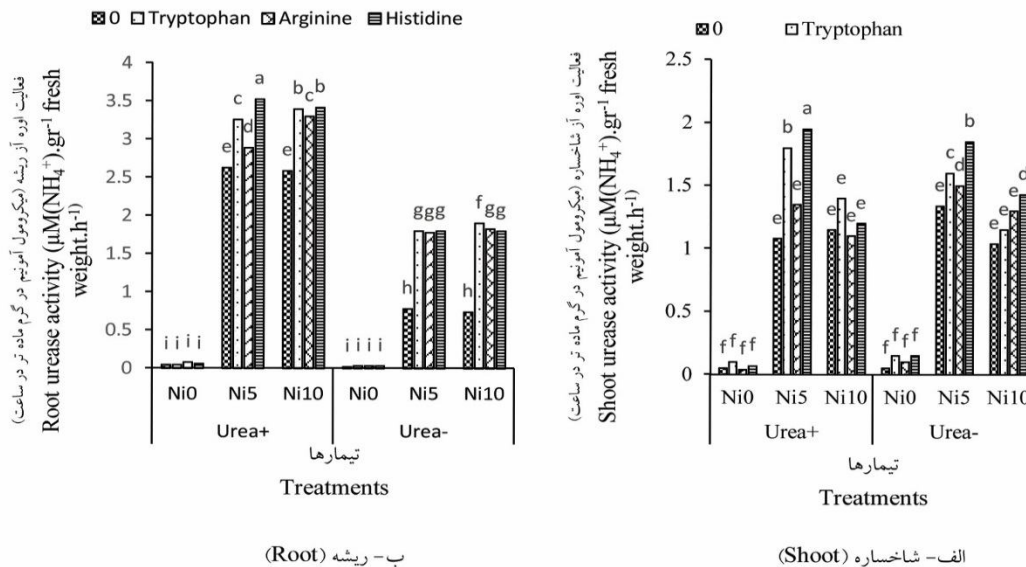 0 Tryptophan Arginine Histidine
فعالیت اوره آز ریشه (میکرومول آمونیم در گرم ماده تر در ساعت)
Root urease activity (µM(NH₄⁺).gr⁻¹ fresh
weight.h⁻¹)
4
3.5
3
2.5
2
1.5
1
0.5
0
i i i i
e c d a
e b c b
i i i i
h g g g
h f g g
Ni0 Ni5 Ni10 Ni0 Ni5 Ni10
Urea+ Urea-
تیمارها
Treatments
ب- ریشه (Root)
0 Tryptophan
فعالیت اوره آز شاخساره (میکرومول آمونیم در گرم ماده تر در ساعت)
Shoot urease activity (µM(NH₄⁺).gr⁻¹ fresh
weight.h⁻¹)
2.5
2
1.5
1
0.5
0
f f f f
e b e a
e e e e
f f f f
e c d b
e e e d
Ni0 Ni5 Ni10 Ni0 Ni5 Ni10
Urea+ Urea-
تیمارها
Treatments
الف- شاخساره (Shoot)